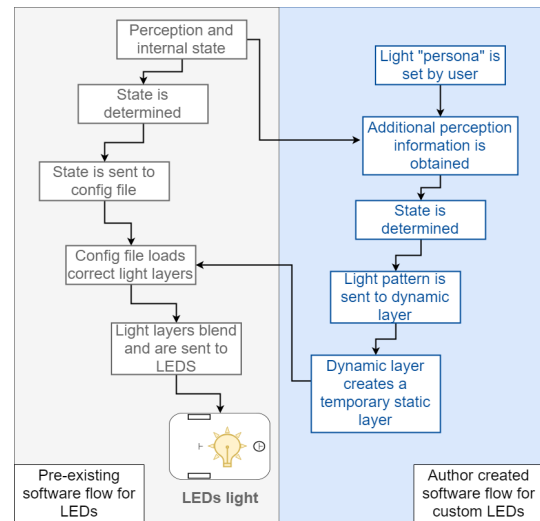 Perception and
internal state
State is
determined
State is sent to
config file
Config file loads
correct light layers
Light layers blend
and are sent to
LEDS
LEDs light
Pre-existing
software flow for
LEDs
Light "persona" is
set by user
Additional perception
information is
obtained
State is
determined
Light pattern is
sent to dynamic
layer
Dynamic layer
creates a
temporary static
layer
Author created
software flow for
custom LEDs